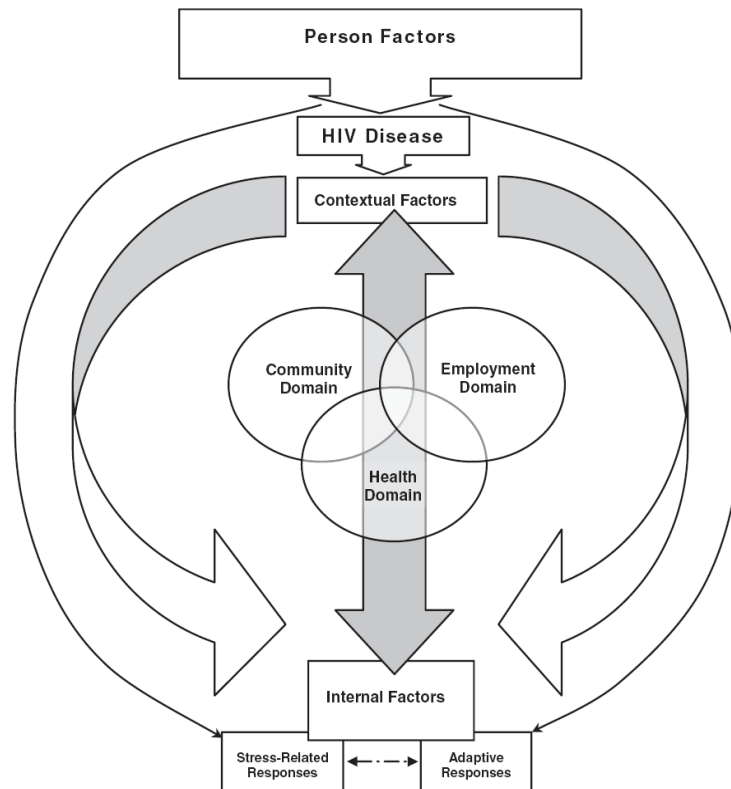 Person Factors
HIV Disease
Contextual Factors
Community
Domain
Employment
Domain
Health
Domain
Internal Factors
Stress-Related
Responses
Adaptive
Responses